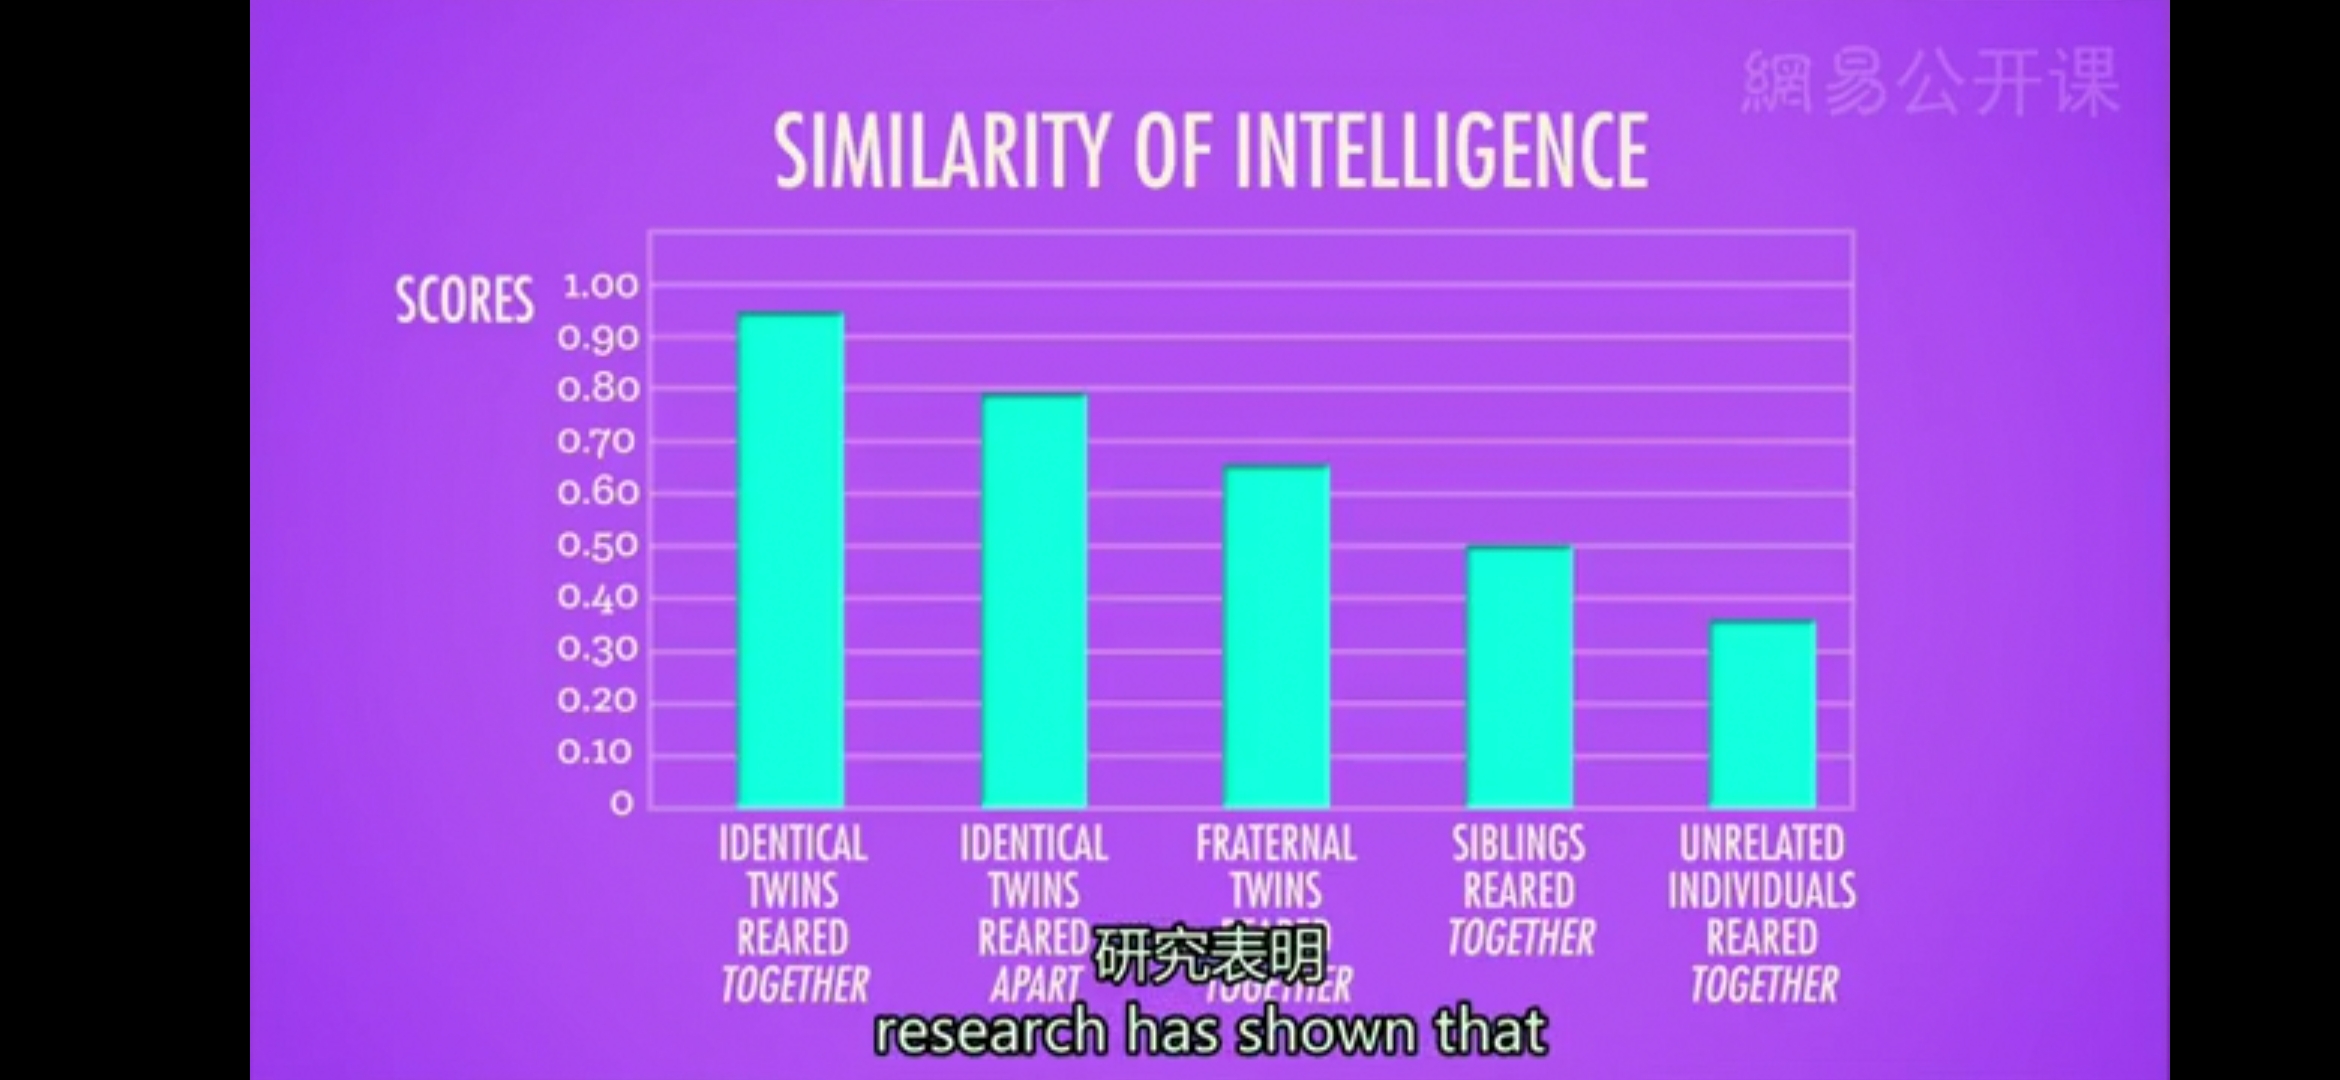 網易公开课
SIMILARITY OF INTELLIGENCE
SCORES
1.00
0.90
0.80
0.70
0.60
0.50
0.40
0.30
0.20
0.10
0
IDENTICAL
TWINS
REARED
TOGETHER
IDENTICAL
TWINS
REARED
APART
FRATERNAL
TWINS
REARED
TOGETHER
SIBLINGS
REARED
TOGETHER
UNRELATED
INDIVIDUALS
REARED
TOGETHER
研究表明
research has shown that